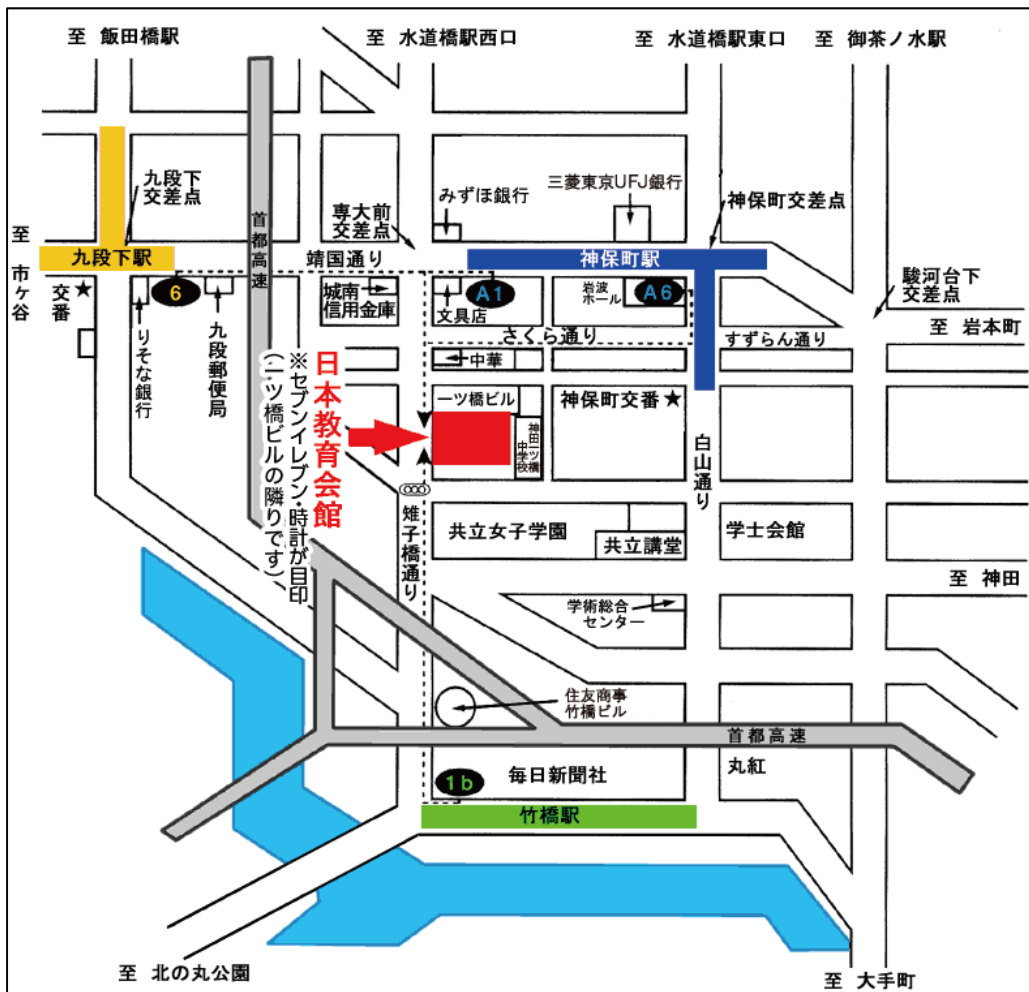 至 飯田橋駅
至 水道橋駅西口
至 水道橋駅東口
至 御茶ノ水駅
九段下
交差点
首都高速
専大前
交差点
みずほ銀行
三菱東京UFJ銀行
神保町交差点
至 市ヶ谷
九段下駅
靖国通り
神保町駅
交番★
6
城南
信用金庫
A1
文具店
岩波
ホール
A6
駿河台下
交差点
りそな銀行
九段郵便局
さくら通り
すずらん通り
至 岩本町
中華
日本教育会館
※セブンイレブン・時計が目印
(一ツ橋ビルの隣りです)
一ツ橋ビル
神田一ツ橋
中学校
神保町交番★
白山通り
雉子橋通り
共立女子学園
共立講堂
学士会館
至 神田
学術総合
センター
住友商事
竹橋ビル
首都高速
丸紅
1b
毎日新聞社
竹橋駅
至 北の丸公園
至 大手町